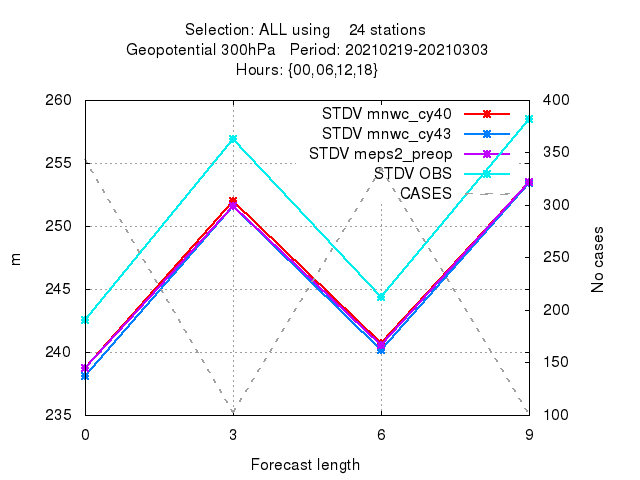 Selection: ALL using    24 stations
Geopotential 300hPa   Period: 20210219-20210303
Hours: {00,06,12,18}
260
255
250
245
240
235
m
STDV mnwc_cy40
STDV mnwc_cy43
STDV meps2_preop
STDV OBS
CASES
400
350
300
250
200
150
100
No cases
0 3 6 9
Forecast length